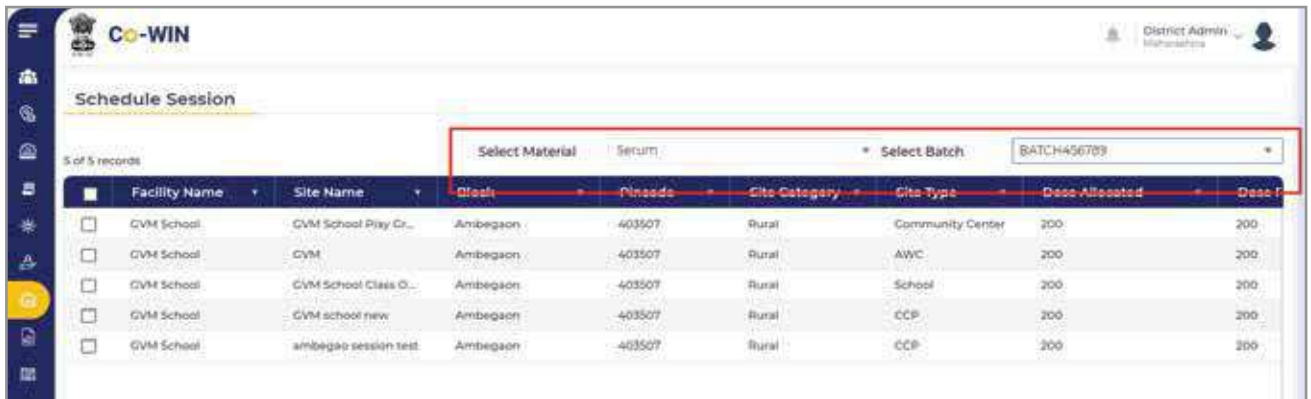 Co-WIN
District Admin
Maharashtra
Schedule Session
5 of 5 records
Select Material Serum Select Batch BATCH456789
Facility Name Site Name Block Pincode Site Category Site Type Dose Allocated Dose
GVM School GVM School Play Gr... Ambegaon 403507 Rural Community Center 200 200
GVM School GVM Ambegaon 403507 Rural AWC 200 200
GVM School GVM School Class O... Ambegaon 403507 Rural School 200 200
GVM School GVM school new Ambegaon 403507 Rural CCP 200 200
GVM School ambegao session test Ambegaon 403507 Rural CCP 200 200